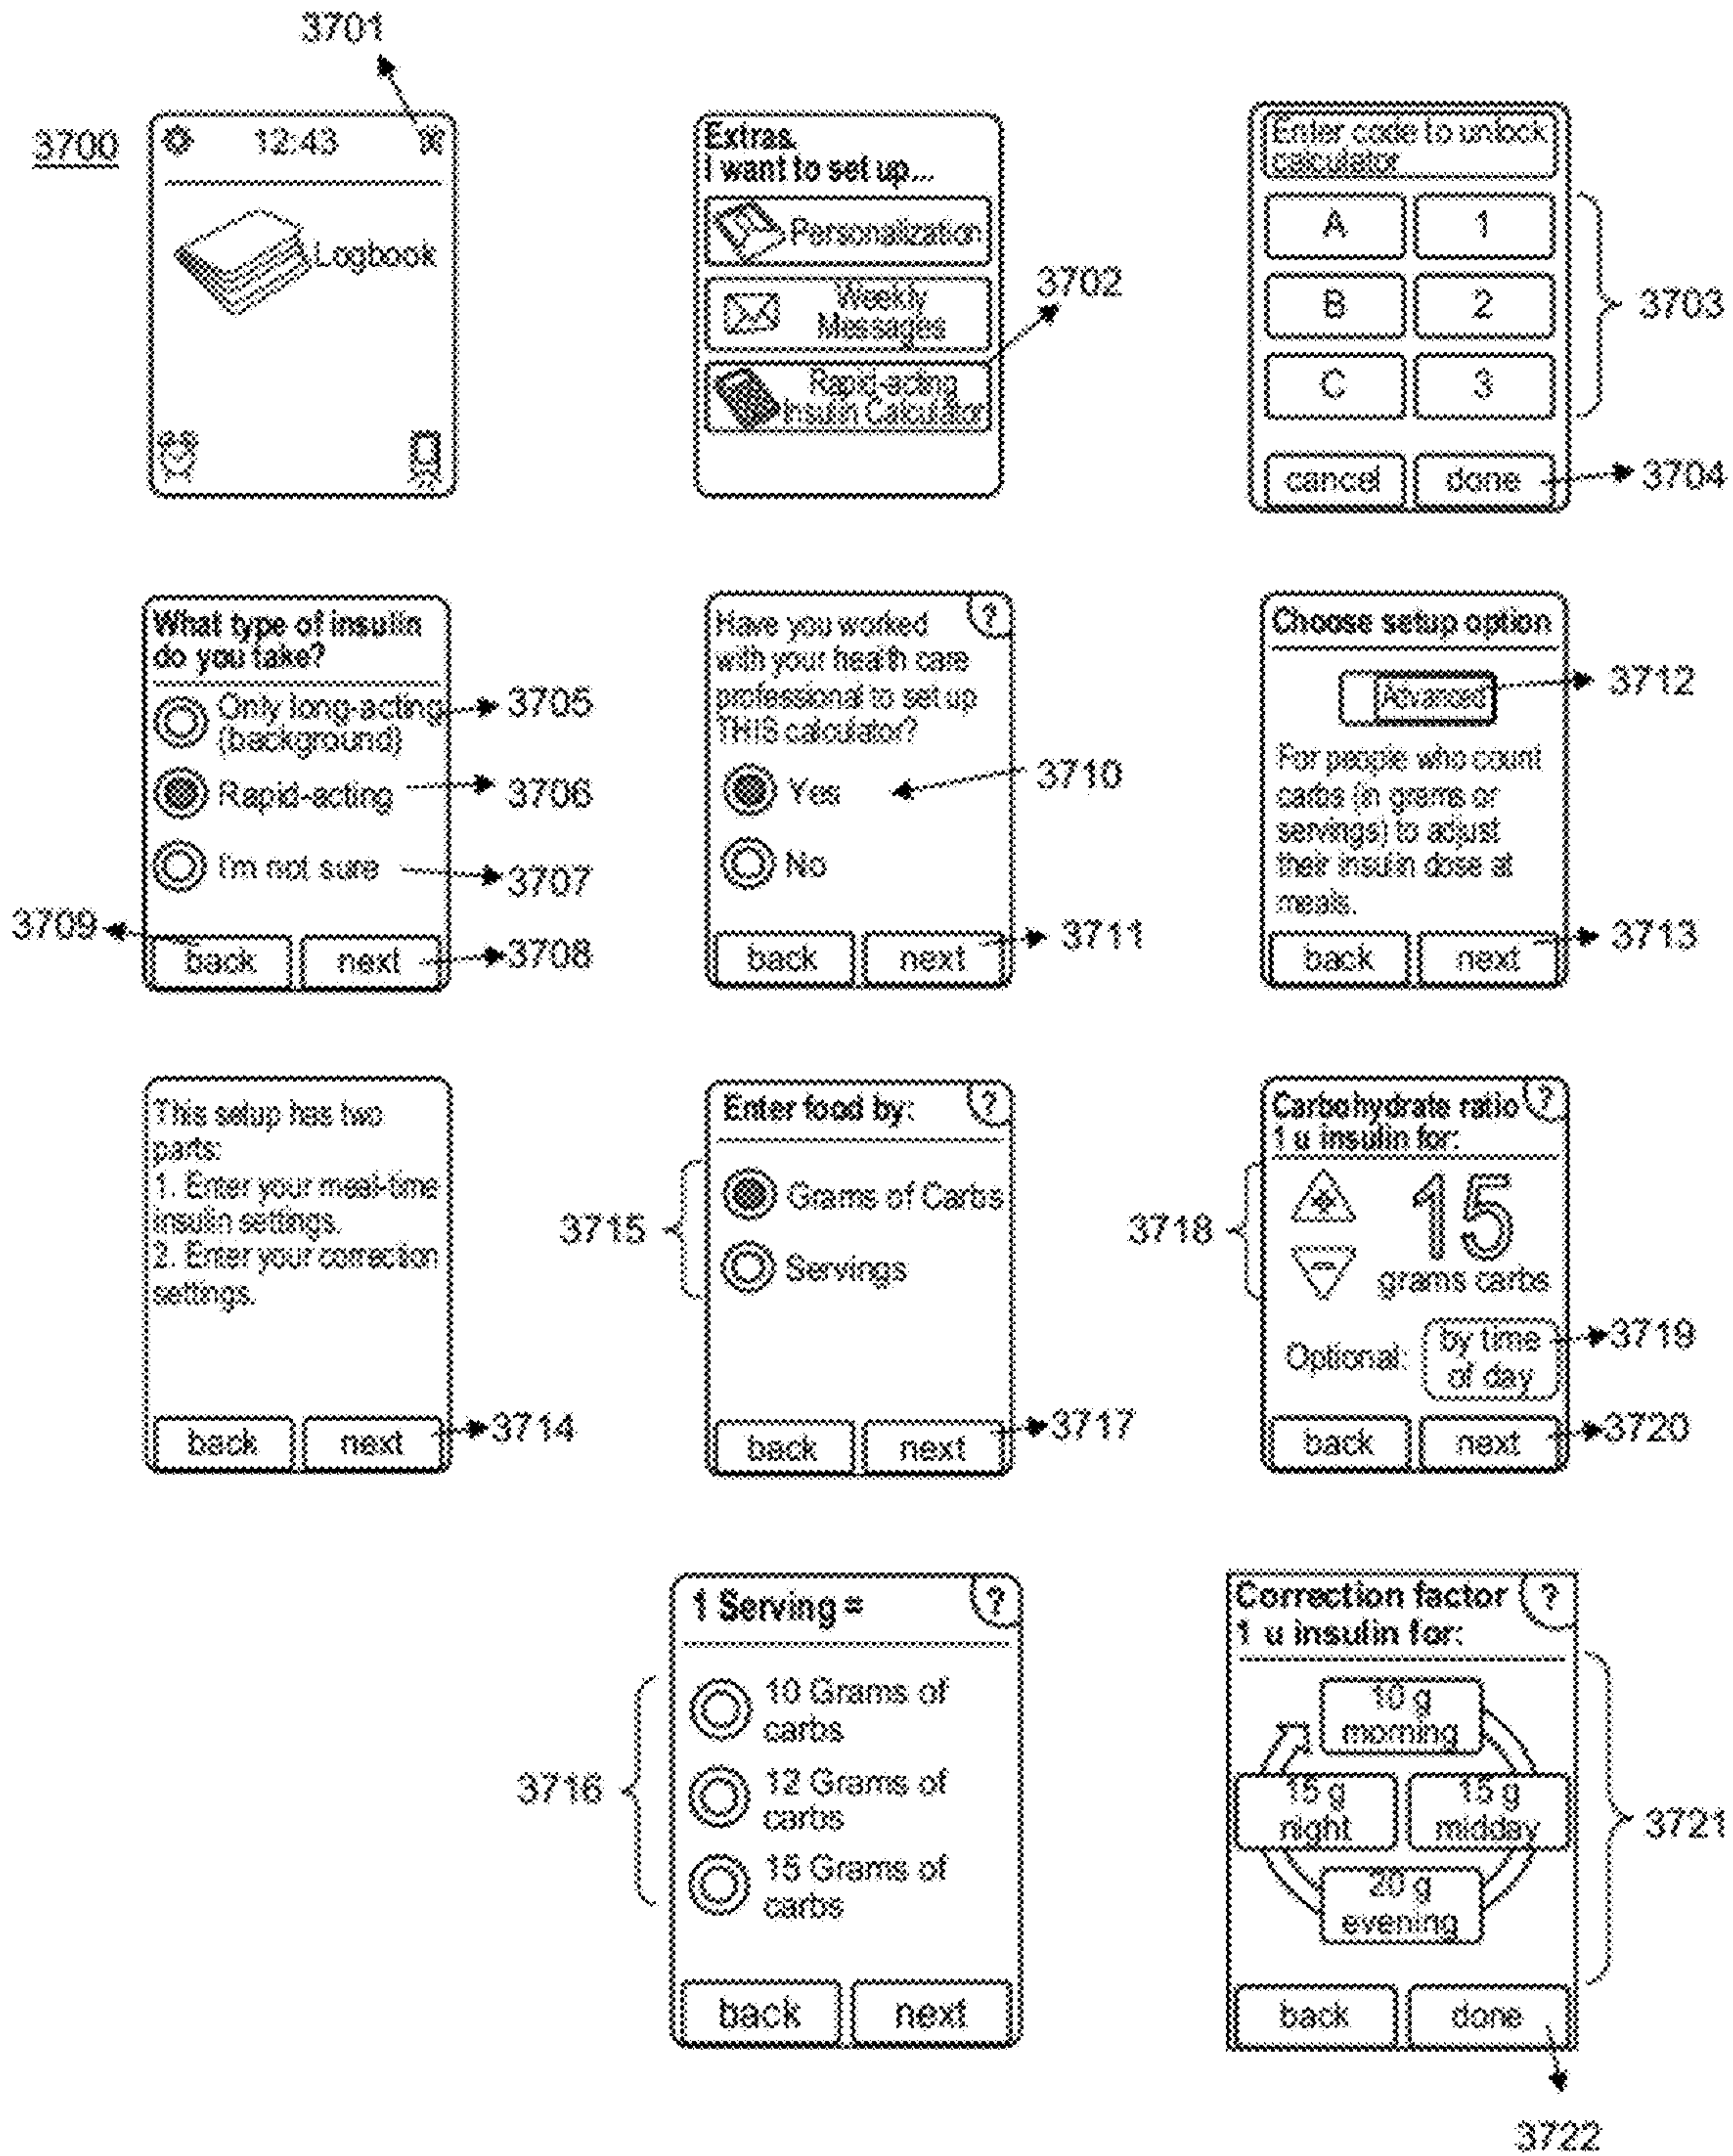 3701
3700
12:43
Logbook
Extras.
I want to set up...
Personalization
Weekly
Messages
Rapid-acting
Insulin Calculator
3702
Enter code to unlock
calculator
A
1
B
2
C
3
3703
cancel
done
3704
What type of insulin
do you take?
Only long-acting
(background)
3705
Rapid-acting
3706
I'm not sure
3707
3709
back
next
3708
?
Have you worked
with your health care
professional to set up
THIS calculator?
Yes
3710
No
back
next
3711
Choose setup option
Advanced
3712
For people who count
carbs (in grams or
servings) to adjust
their insulin dose at
meals.
back
next
3713
This setup has two
parts:
1. Enter your meal-time
insulin settings.
2. Enter your correction
settings.
back
next
3714
Enter food by:
?
3715
Grams of Carbs
Servings
back
next
3717
Carbohydrate ratio
?
1 u insulin for:
3718
+
15
-
grams carbs
Optional:
by time
of day
3719
back
next
3720
1 Serving =
?
3716
10 Grams of
carbs
12 Grams of
carbs
15 Grams of
carbs
back
next
Correction factor
?
1 u insulin for:
10 g
morning
15 g
night
15 g
midday
20 g
evening
3721
back
done
3722